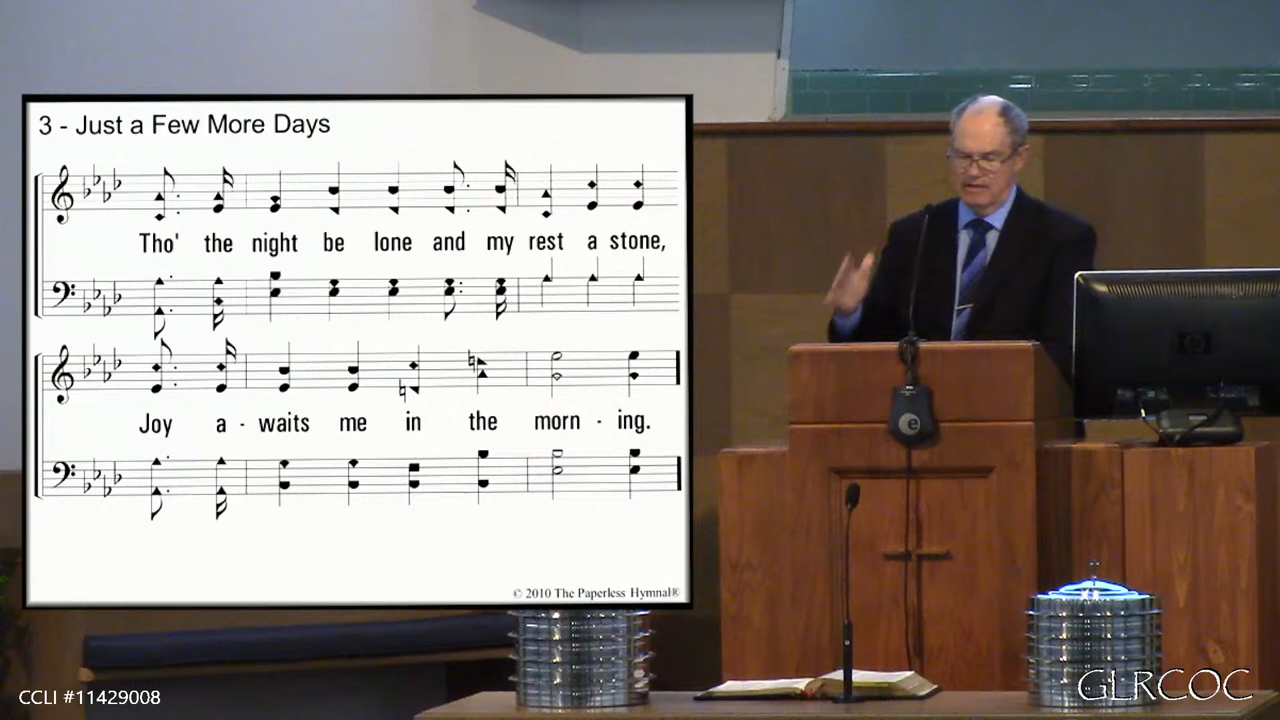 3 - Just a Few More Days
Tho' the night be lone and my rest a stone,
Joy a - waits me in the morn - ing.
© 2010 The Paperless Hymnal®
e
hp
CCLI #11429008
GLRCOC